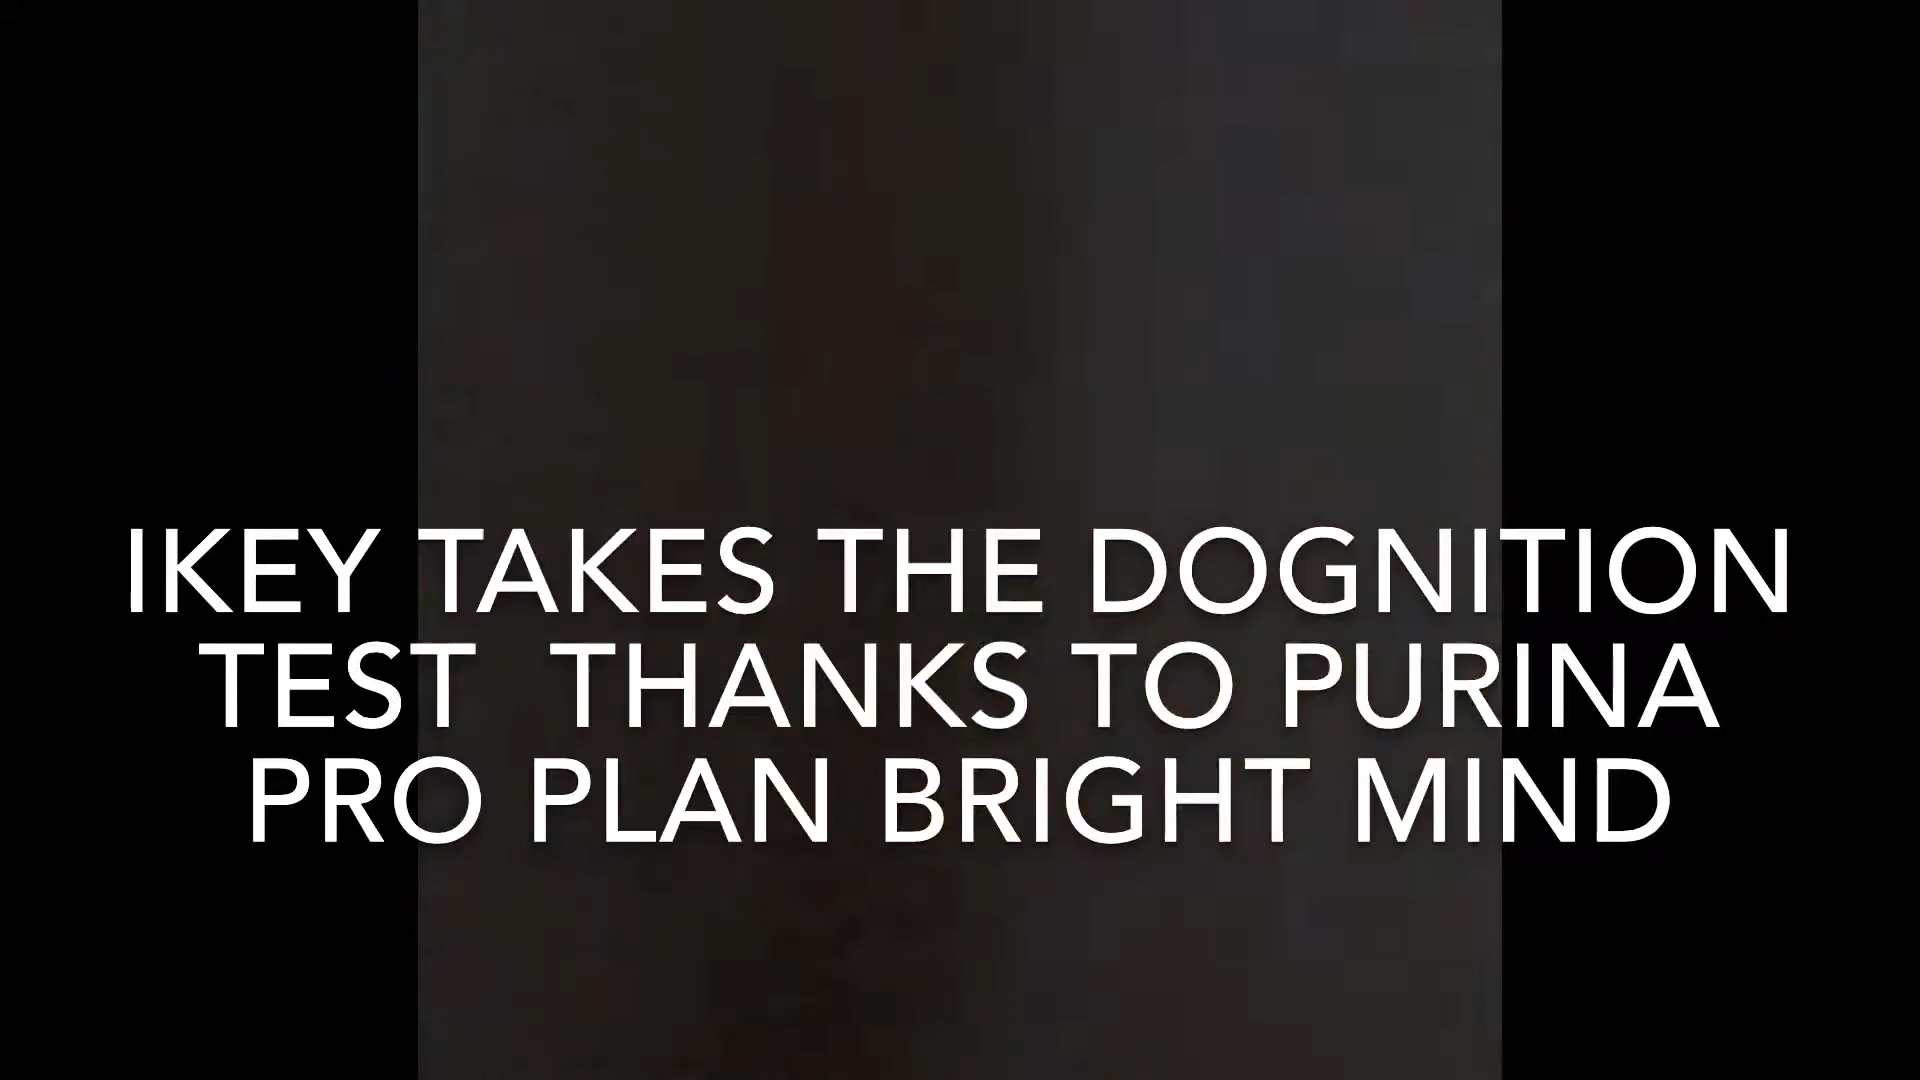 IKEY TAKES THE DOGNITION
TEST  THANKS TO PURINA
PRO PLAN BRIGHT MIND